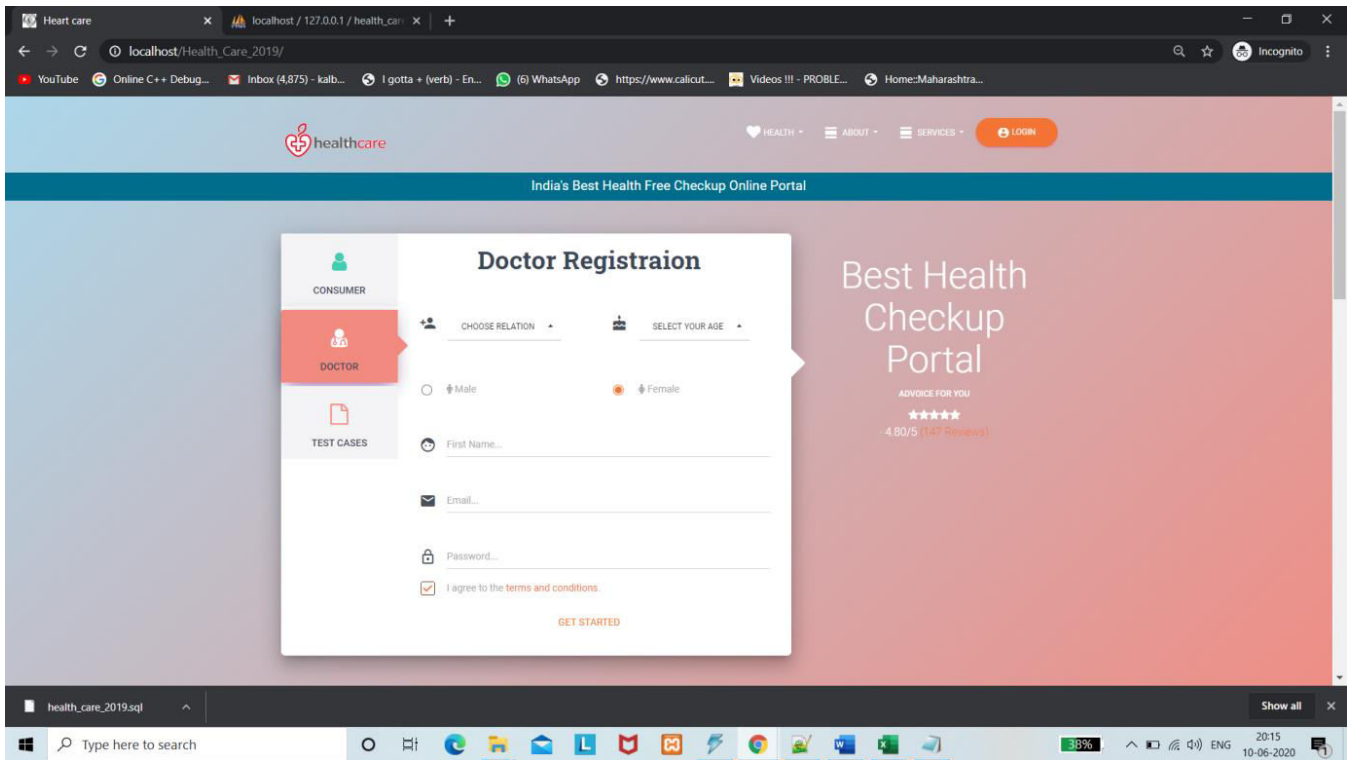 Heart care
localhost / 127.0.0.1 / health_car
localhost/Health_Care_2019/
Incognito
YouTube
Online C++ Debug...
Inbox (4,875) - kalb...
I gotta + (verb) - En...
(6) WhatsApp
https://www.calicut....
Videos !!! - PROBLE...
Home::Maharashtra...
healthcare
HEALTH
ABOUT
SERVICES
LOGIN
India's Best Health Free Checkup Online Portal
CONSUMER
DOCTOR
TEST CASES
Doctor Registraion
CHOOSE RELATION
SELECT YOUR AGE
Male
Female
First Name...
Email...
Password...
I agree to the terms and conditions.
GET STARTED
Best Health
Checkup
Portal
ADVOICE FOR YOU
4.80/5 (147 Reviews)
health_care_2019.sql
Show all
Type here to search
38%
ENG
20:15
10-06-2020